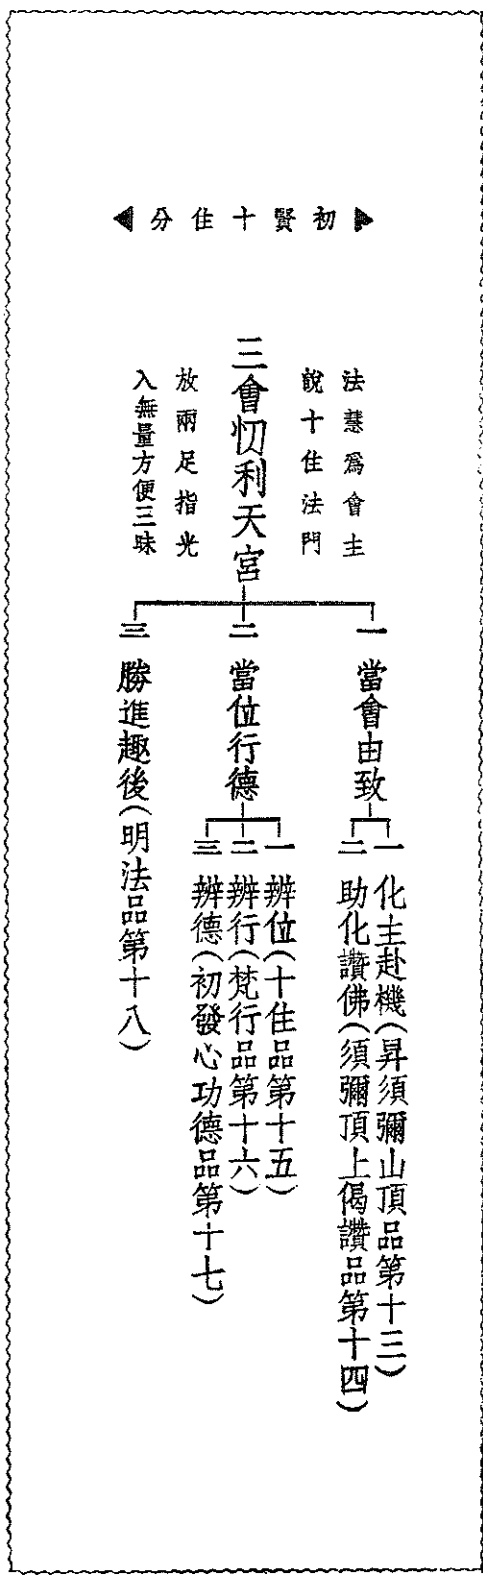 初賢十住分
法慧為會主
說十住法門
三會忉利天宮
放兩足指光
入無量方便三昧
一 當會由致
一 化主赴機(昇須彌山頂品第十三)
二 助化讚佛(須彌頂上偈讚品第十四)
二 當位行德
一 辨位(十住品第十五)
二 辨行(梵行品第十六)
三 辨德(初發心功德品第十七)
三 勝進趣後(明法品第十八)